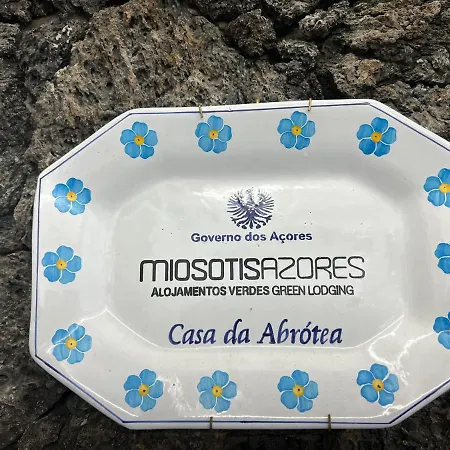 Governo dos Açores
MIOSOTISAZORES
ALOJAMENTOS VERDES GREEN LODGING
Casa da Abrótea